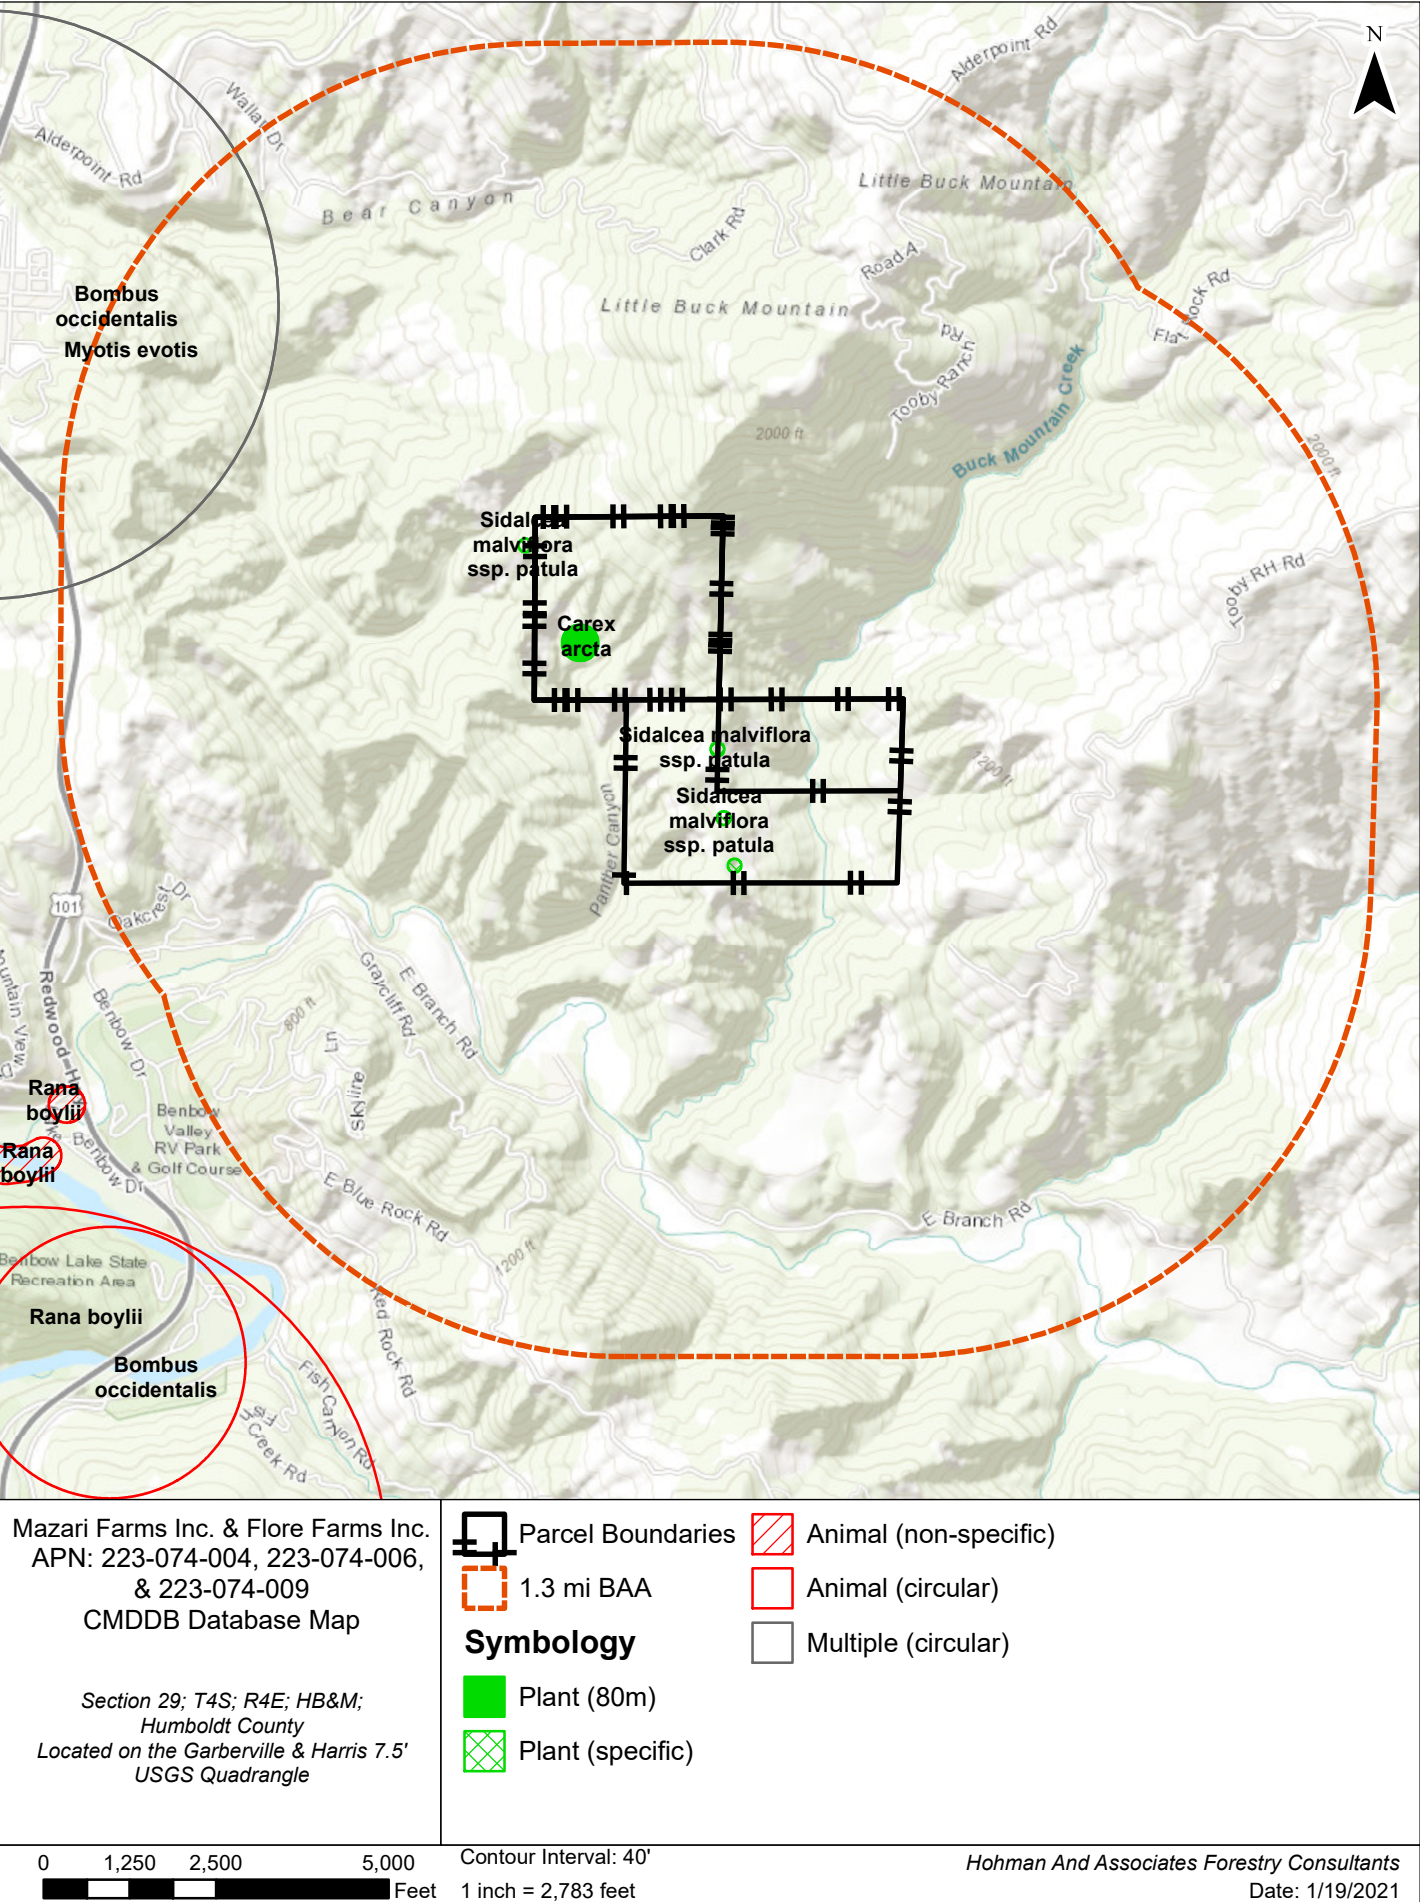 N
Alderpoint Rd
Wallan Dr
Alderpoint Rd
Little Buck Mountain
Bear Canyon
Clark Rd
Road A
Flat Rock Rd
Bombus
occidentalis
Myotis evotis
Little Buck Mountain
Tooby Ranch
Rd
Buck Mountain Creek
2000 ft
2000 ft
Sidalcea
malviflora
ssp. patula
Tooby RH Rd
Carex
arcta
Sidalcea malviflora
ssp. patula
1200 ft
Sidalcea
malviflora
ssp. patula
Panther Canyon
101
Oakcrest Dr
Mountain View
Redwood Hwy
Benbow Dr
Graycliff Rd
E Branch Rd
800 ft
Skyline Ln
Rana
boylii
Benbow
Valley
RV Park
& Golf Course
Rana
boylii
Benbow Dr
E Blue Rock Rd
E Branch Rd
1200 ft
Benbow Lake State
Recreation Area
Rana boylii
Red Rock Rd
Bombus
occidentalis
Fish Canyon Rd
Fish
Creek Rd
Mazari Farms Inc. & Flore Farms Inc.
APN: 223-074-004, 223-074-006,
& 223-074-009
CMDDB Database Map
Section 29; T4S; R4E; HB&M;
Humboldt County
Located on the Garberville & Harris 7.5'
USGS Quadrangle
Parcel Boundaries
1.3 mi BAA
Symbology
Plant (80m)
Plant (specific)
Animal (non-specific)
Animal (circular)
Multiple (circular)
0 1,250 2,500 5,000
Feet
Contour Interval: 40'
1 inch = 2,783 feet
Hohman And Associates Forestry Consultants
Date: 1/19/2021